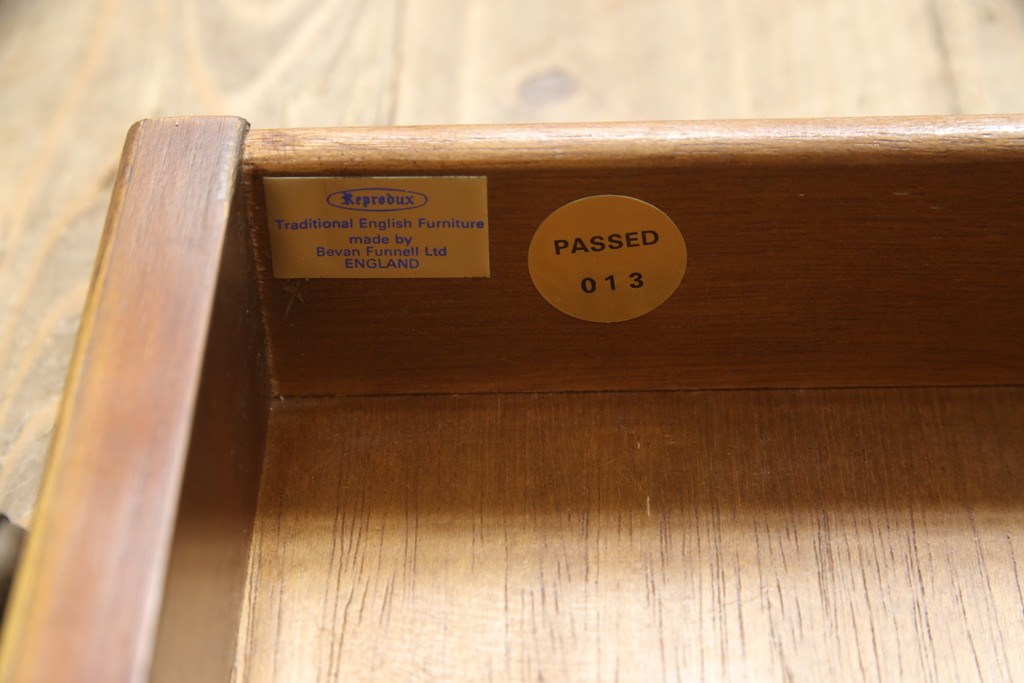 Reprodux
Traditional English Furniture
made by
Bevan Funnell Ltd
ENGLAND
PASSED
013